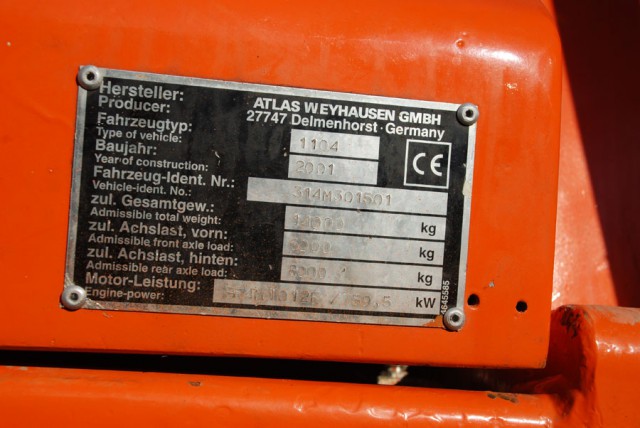 Hersteller:
Producer:
ATLAS WEYHAUSEN GMBH
27747 Delmenhorst · Germany
Fahrzeugtyp:
Type of vehicle:
1104
Baujahr:
Year of construction:
2001
CE
Fahrzeug-Ident. Nr.:
Vehicle-ident. No.:
314M301501
zul. Gesamtgew.:
Admissible total weight:
kg
zul. Achslast, vorn:
Admissible front axle load:
kg
zul. Achslast, hinten:
Admissible rear axle load:
kg
Motor-Leistung:
Engine-power:
kW